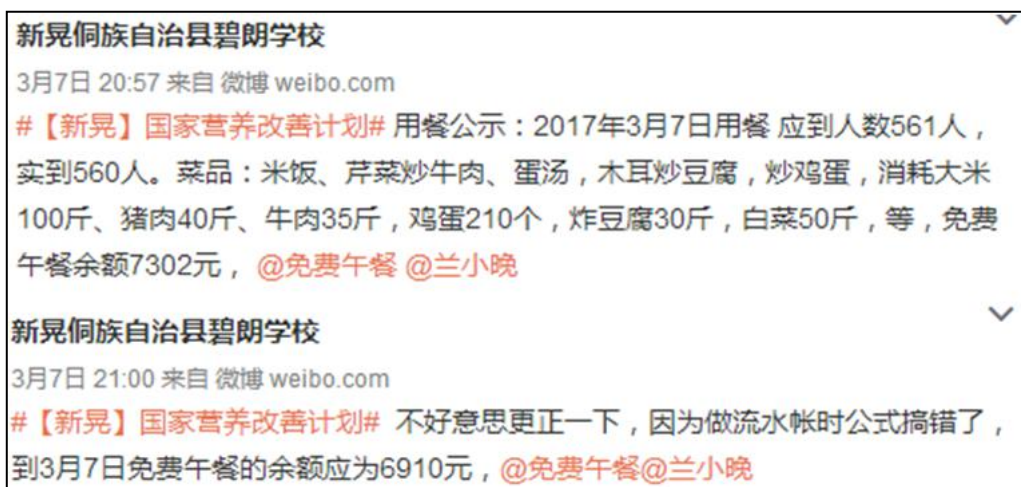 新晃侗族自治县碧朗学校
3月7日 20:57 来自 微博 weibo.com
#【新晃】国家营养改善计划# 用餐公示：2017年3月7日用餐 应到人数561人，
实到560人。菜品：米饭、芹菜炒牛肉、蛋汤，木耳炒豆腐，炒鸡蛋，消耗大米
100斤、猪肉40斤、牛肉35斤，鸡蛋210个，炸豆腐30斤，白菜50斤，等，免费
午餐余额7302元， @免费午餐 @兰小晚
新晃侗族自治县碧朗学校
3月7日 21:00 来自 微博 weibo.com
#【新晃】国家营养改善计划# 不好意思更正一下，因为做流水帐时公式搞错了，
到3月7日免费午餐的余额应为6910元，@免费午餐@兰小晚